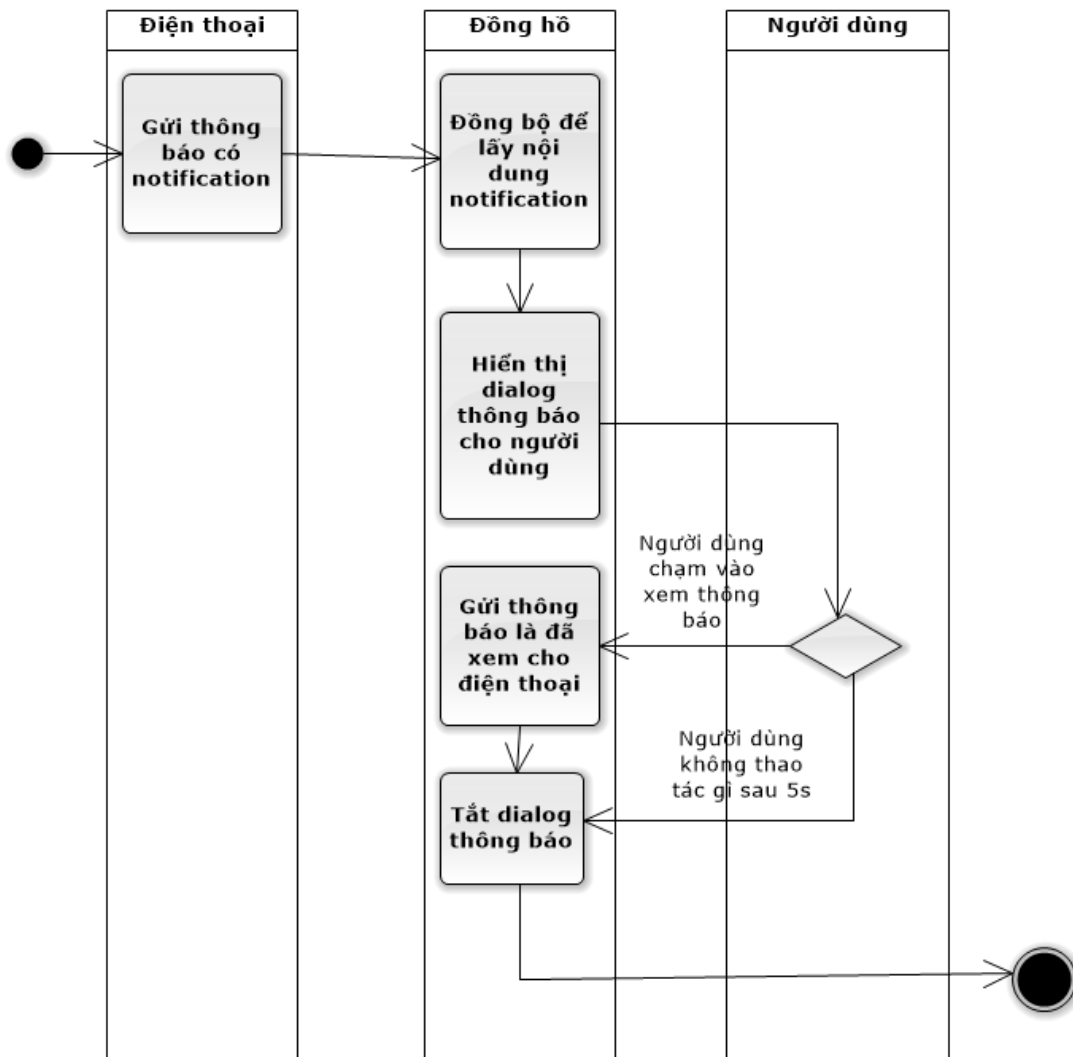 Điện thoại
Đồng hồ
Người dùng
Gửi thông
báo có
notification
Đồng bộ để
lấy nội
dung
notification
Hiển thị
dialog
thông báo
cho người
dùng
Người dùng
chạm vào
xem thông
báo
Gửi thông
báo là đã
xem cho
điện thoại
Người dùng
không thao
tác gì sau 5s
Tắt dialog
thông báo